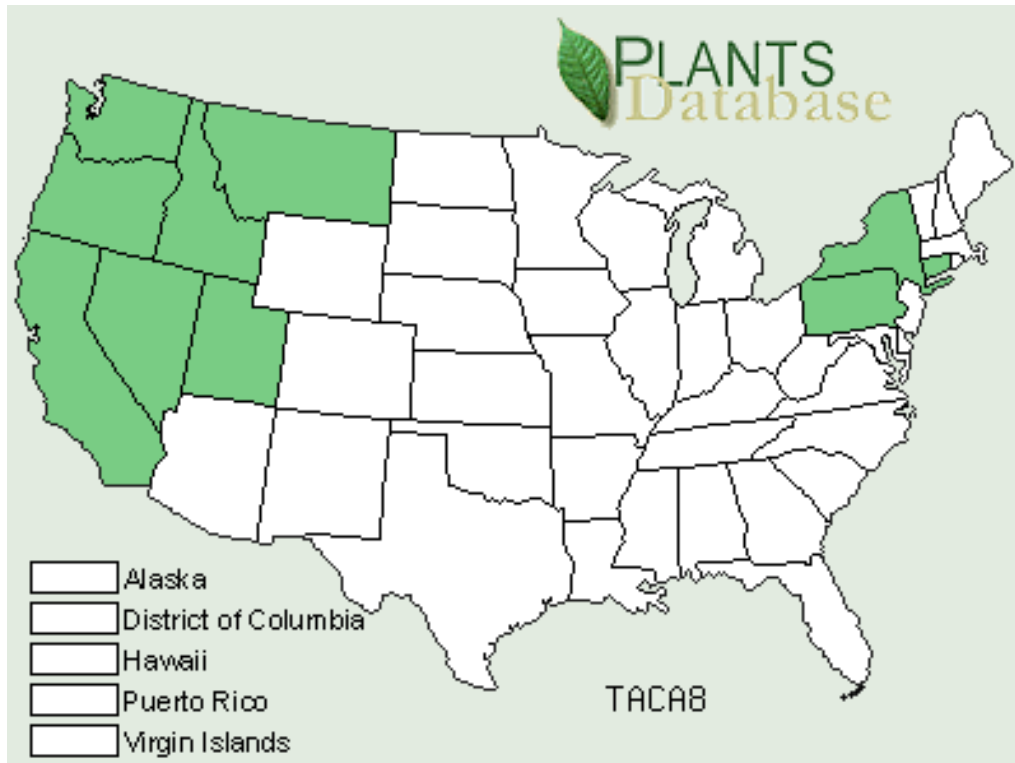 PLANTS
Database
Alaska
District of Columbia
Hawaii
Puerto Rico
Virgin Islands
TACA8